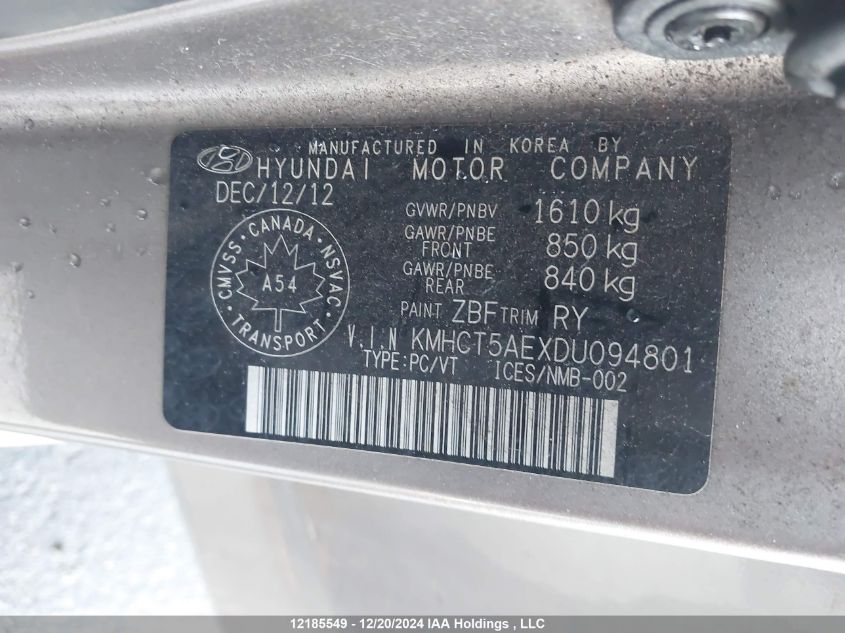 MANUFACTURED IN KOREA BY
HYUNDAI MOTOR COMPANY
DEC/12/12
GVWR/PNBV 1610 kg
GAWR/PNBE FRONT 850 kg
GAWR/PNBE REAR 840 kg
CMVSS · CANADA · NSVAC · TRANSPORT ·
A54
PAINT ZBF TRIM RY
V.I.N KMHCT5AEXDU094801
TYPE:PC/VT ICES/NMB-002
12185549 - 12/20/2024 IAA Holdings , LLC